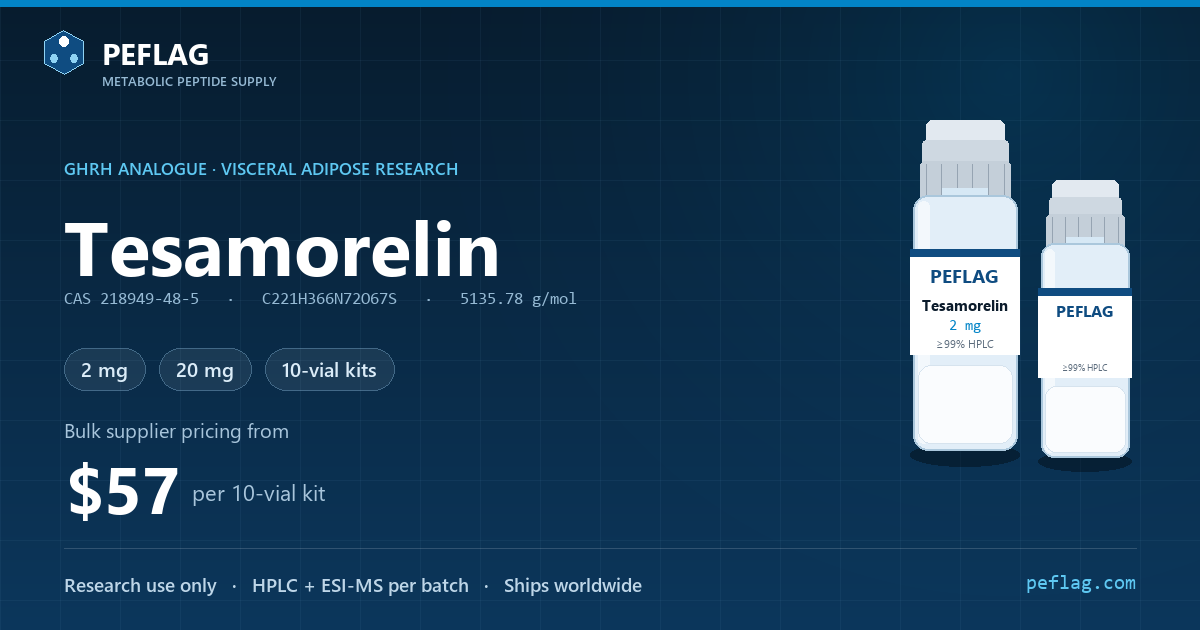 PEFLAG
METABOLIC PEPTIDE SUPPLY
GHRH ANALOGUE · VISCERAL ADIPOSE RESEARCH
Tesamorelin
CAS 218949-48-5 · C221H366N72O67S · 5135.78 g/mol
2 mg 20 mg 10-vial kits
Bulk supplier pricing from
$57 per 10-vial kit
Research use only · HPLC + ESI-MS per batch · Ships worldwide
peflag.com
PEFLAG
Tesamorelin
2 mg
≥99% HPLC
PEFLAG
≥99% HPLC